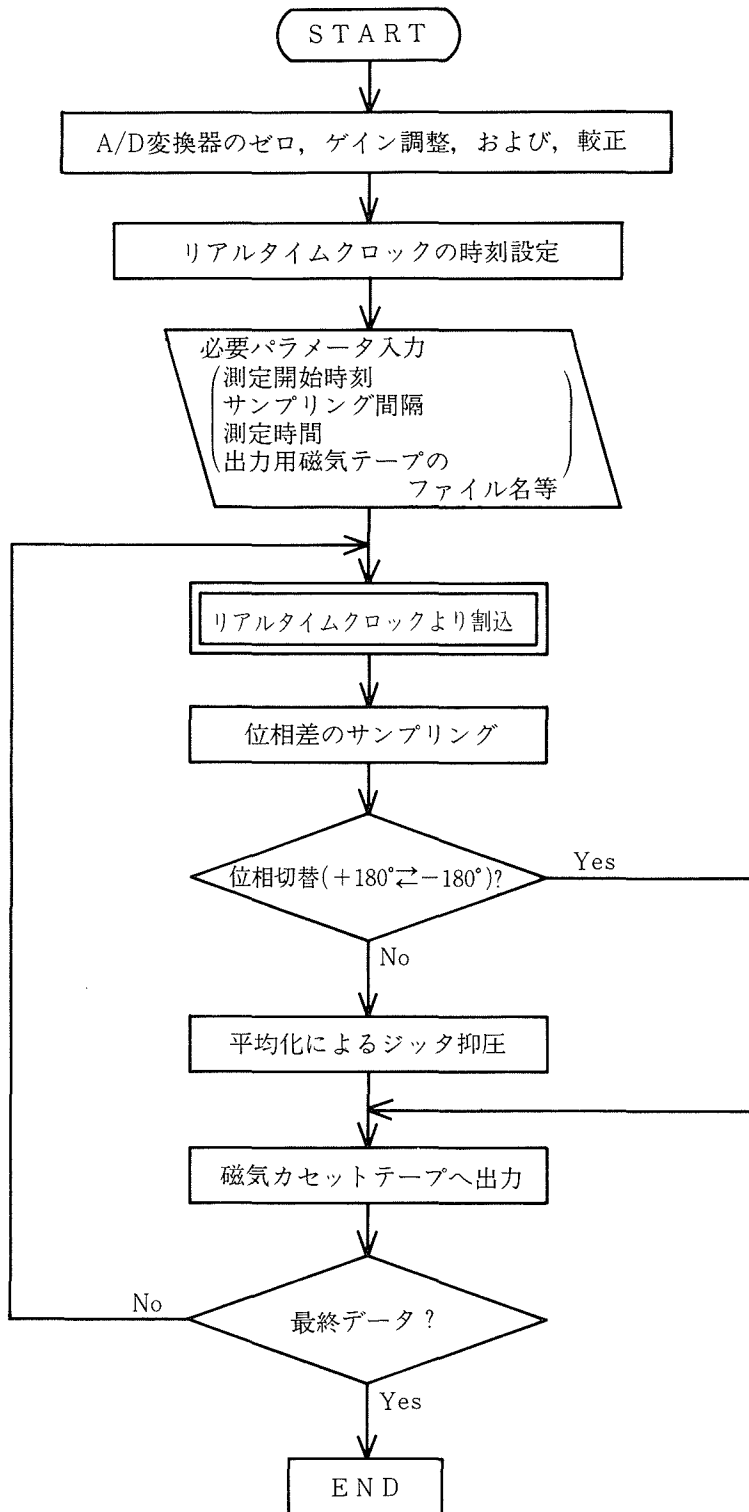 START
A/D変換器のゼロ，ゲイン調整，および，較正
リアルタイムクロックの時刻設定
必要パラメータ入力
測定開始時刻
サンプリング間隔
測定時間
出力用磁気テープの
ファイル名等
リアルタイムクロックより割込
位相差のサンプリング
位相切替(+180°⇄−180°)?
Yes
No
平均化によるジッタ抑圧
磁気カセットテープへ出力
No
最終データ？
Yes
END